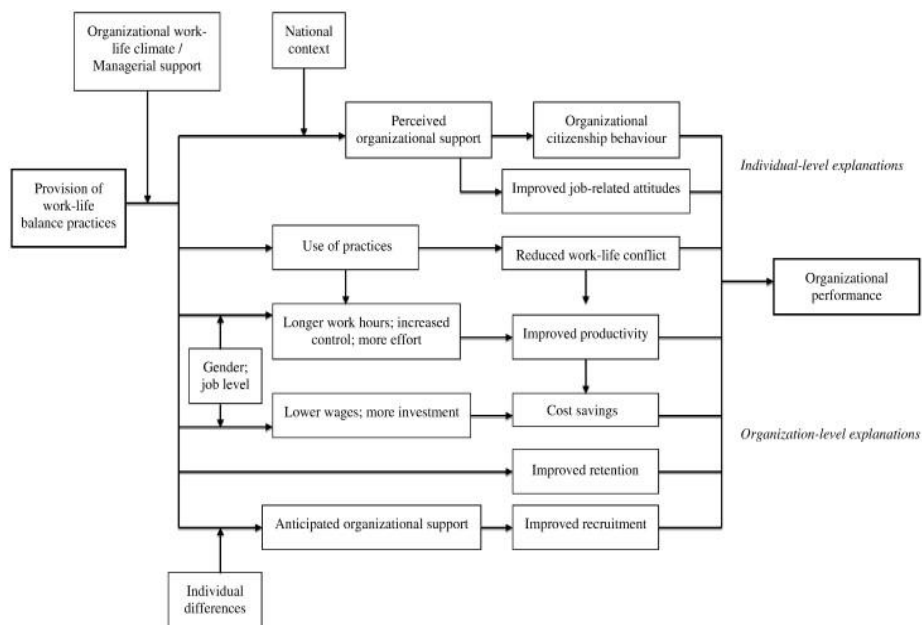 Organizational work-
life climate /
Managerial support
National
context
Perceived
organizational support
Organizational
citizenship behaviour
Individual-level explanations
Improved job-related attitudes
Provision of
work-life
balance practices
Use of practices
Reduced work-life conflict
Organizational
performance
Longer work hours; increased
control; more effort
Improved productivity
Gender;
job level
Lower wages; more investment
Cost savings
Organization-level explanations
Improved retention
Anticipated organizational support
Improved recruitment
Individual
differences